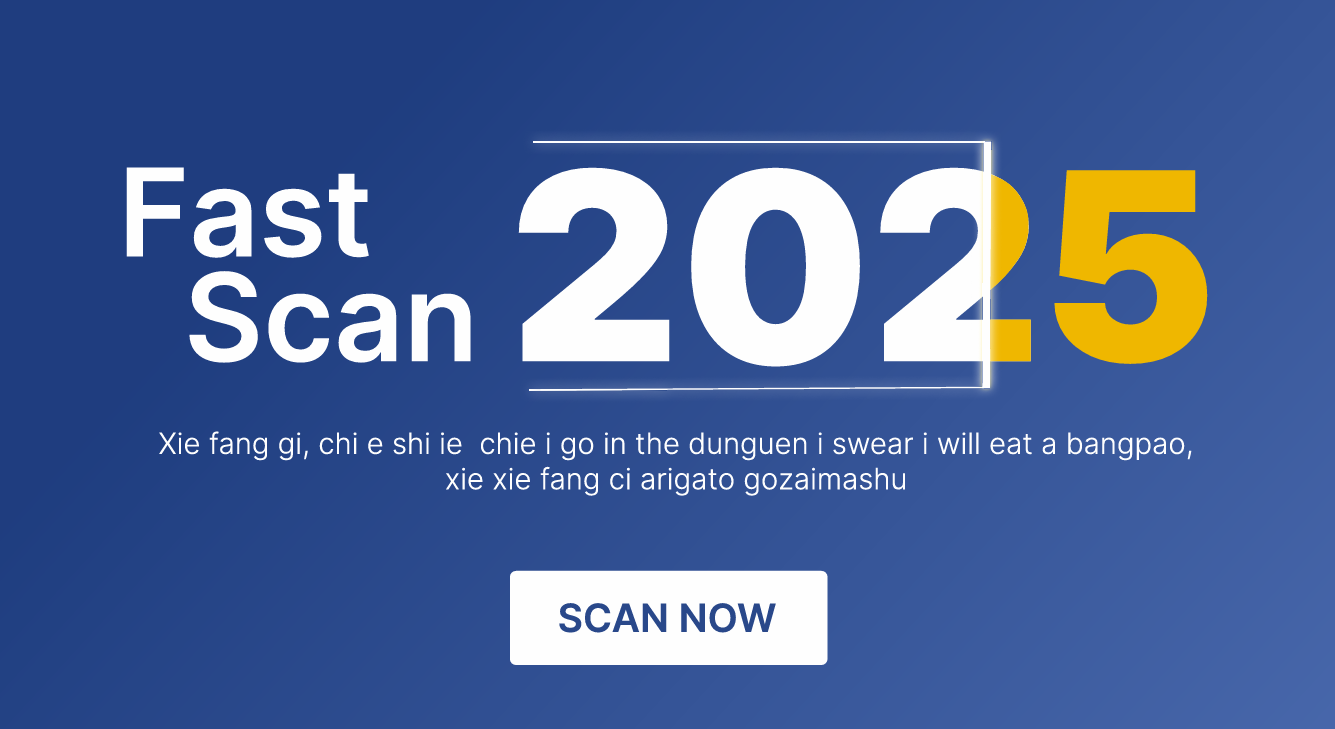 Fast
Scan
2025
Xie fang gi, chi e shi ie  chie i go in the dunguen i swear i will eat a bangpao,
xie xie fang ci arigato gozaimashu
SCAN NOW